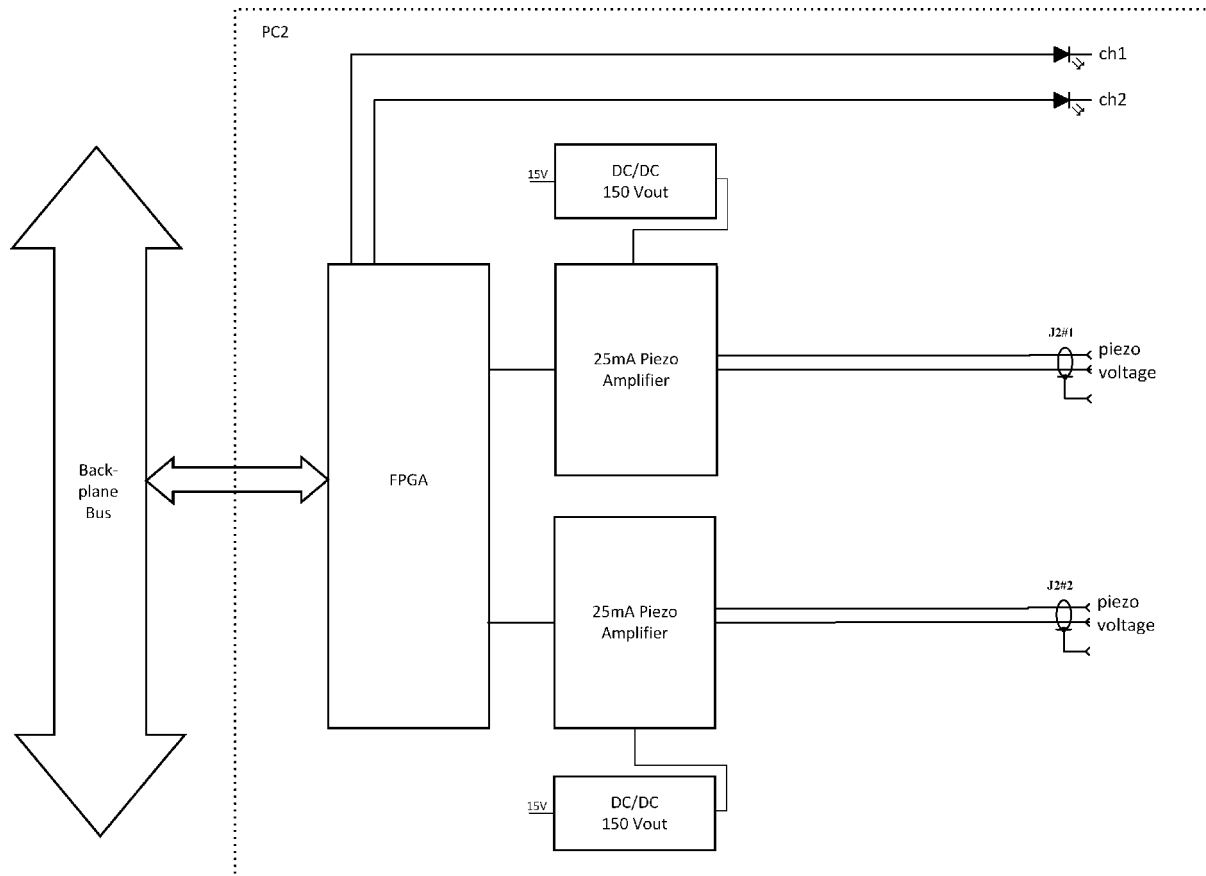 PC2
ch1
ch2
DC/DC
150 Vout
15V
J2#1
25mA Piezo
Amplifier
piezo
voltage
Back-
plane
Bus
FPGA
J2#2
25mA Piezo
Amplifier
piezo
voltage
DC/DC
150 Vout
15V